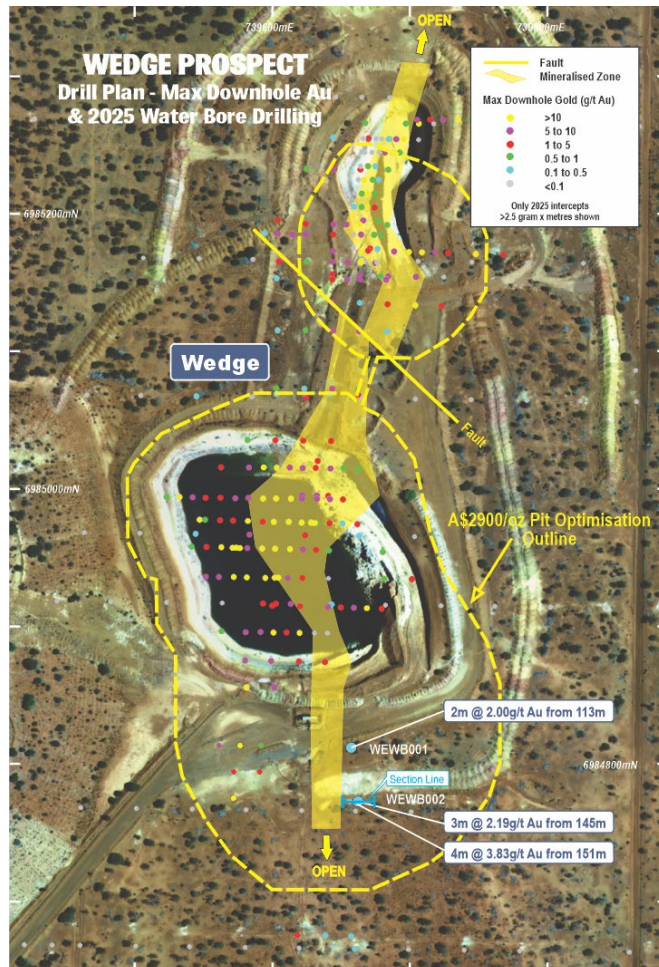 739600mE
739800mE
OPEN
WEDGE PROSPECT
Drill Plan - Max Downhole Au
& 2025 Water Bore Drilling
Fault
Mineralised Zone
Max Downhole Gold (g/t Au)
>10
5 to 10
1 to 5
0.5 to 1
0.1 to 0.5
<0.1
Only 2025 intercepts
>2.5 gram x metres shown
6985200mN
Wedge
Fault
6985000mN
A$2900/oz Pit Optimisation
Outline
2m @ 2.00g/t Au from 113m
WEWB001
6984800mN
Section Line
WEWB002
3m @ 2.19g/t Au from 145m
4m @ 3.83g/t Au from 151m
OPEN